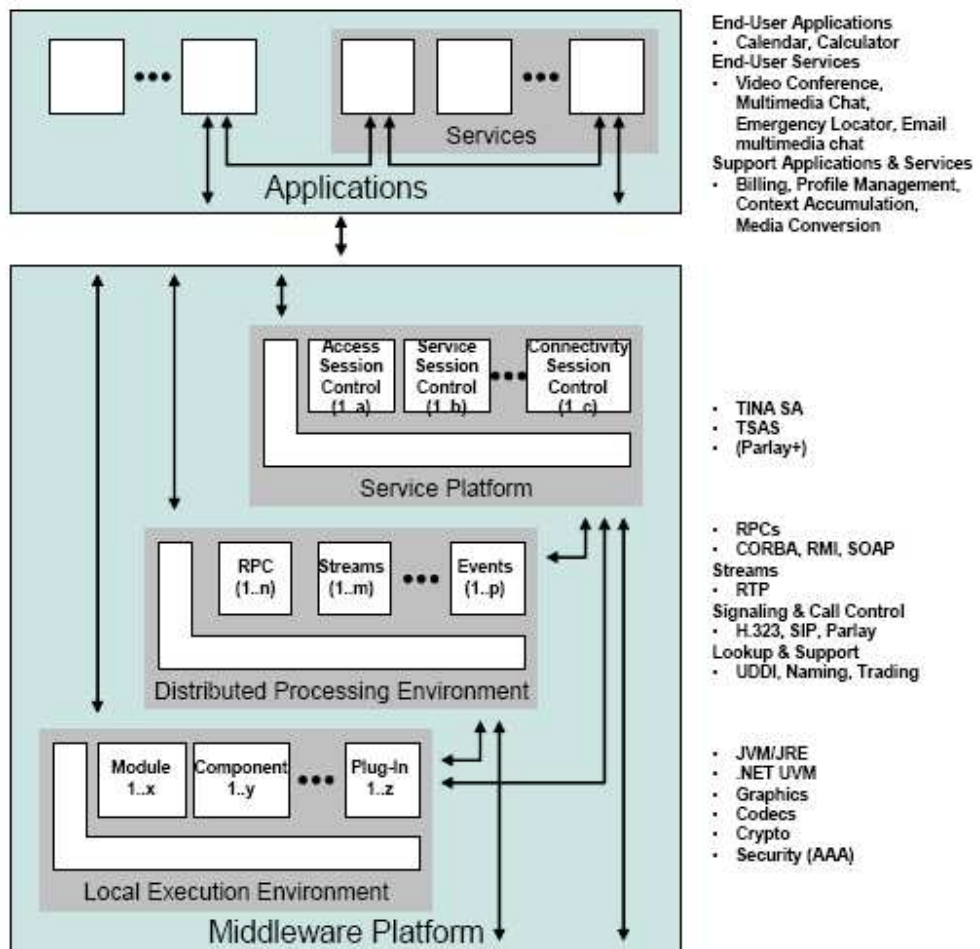 End-User Applications
• Calendar, Calculator
End-User Services
• Video Conference,
Multimedia Chat,
Emergency Locator, Email
multimedia chat
Support Applications & Services
• Billing, Profile Management,
Context Accumulation,
Media Conversion
Services
Applications
Access
Session
Control
(1..a)
Service
Session
Control
(1..b)
Connectivity
Session
Control
(1..c)
Service Platform
• TINA SA
• TSAS
• (Parlay+)
RPC
(1..n)
Streams
(1..m)
Events
(1..p)
Distributed Processing Environment
• RPCs
• CORBA, RMI, SOAP
Streams
• RTP
Signaling & Call Control
• H.323, SIP, Parlay
Lookup & Support
• UDDI, Naming, Trading
Module
1..x
Component
1..y
Plug-In
1..z
Local Execution Environment
• JVM/JRE
• .NET UVM
• Graphics
• Codecs
• Crypto
• Security (AAA)
Middleware Platform